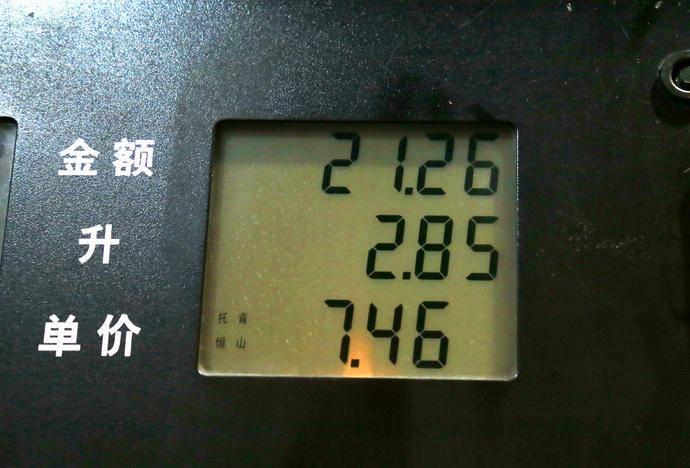 金额 21.26
升 2.85
单价 7.46
托肯
恒山